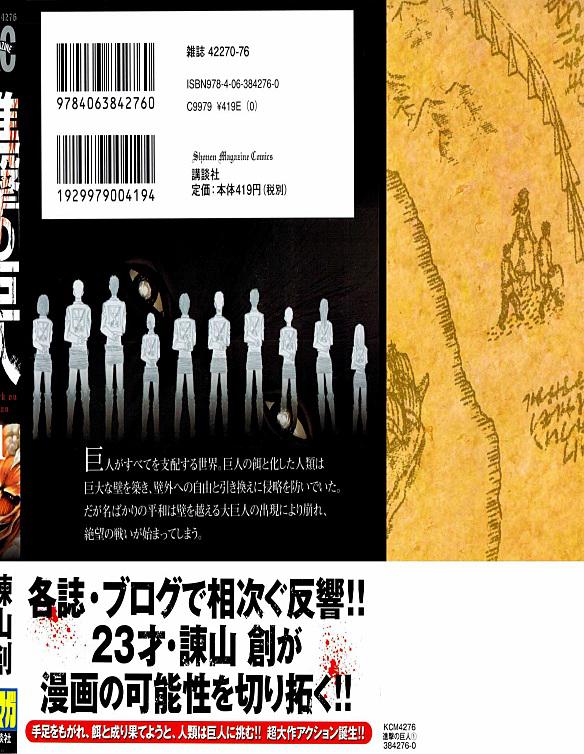 4276
9784063842760
雑誌 42270-76
ISBN978-4-06-384276-0
C9979 ¥419E (0)
1929979004194
Shonen Magazine Comics
講談社
定価：本体419円(税別)
進撃の巨人
巨人がすべてを支配する世界。巨人の餌と化した人類は
巨大な壁を築き、壁外への自由と引き換えに侵略を防いでいた。
だが名ばかりの平和は壁を越える大巨人の出現により崩れ、
絶望の戦いが始まってしまう。
諫山創
各誌・ブログで相次ぐ反響!!
23才・諫山 創が
漫画の可能性を切り拓く!!
手足をもがれ、餌と成り果てようと、人類は巨人に挑む!! 超大作アクション誕生!!
KCM4276
進撃の巨人①
384276-0